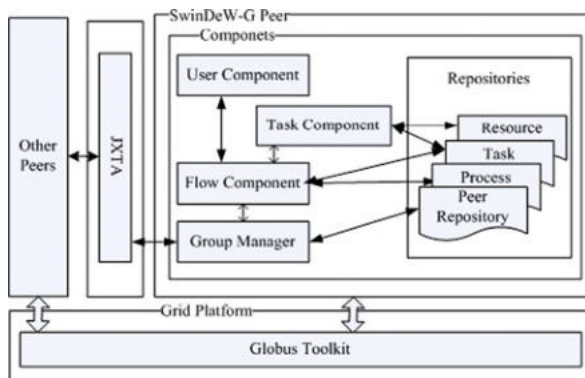 SwinDeW-G Peer
Componets
User Component
Repositories
Task Component
Resource
Other
Peers
JXTA
Task
Flow Component
Process
Peer
Repository
Group Manager
Grid Platform
Globus Toolkit